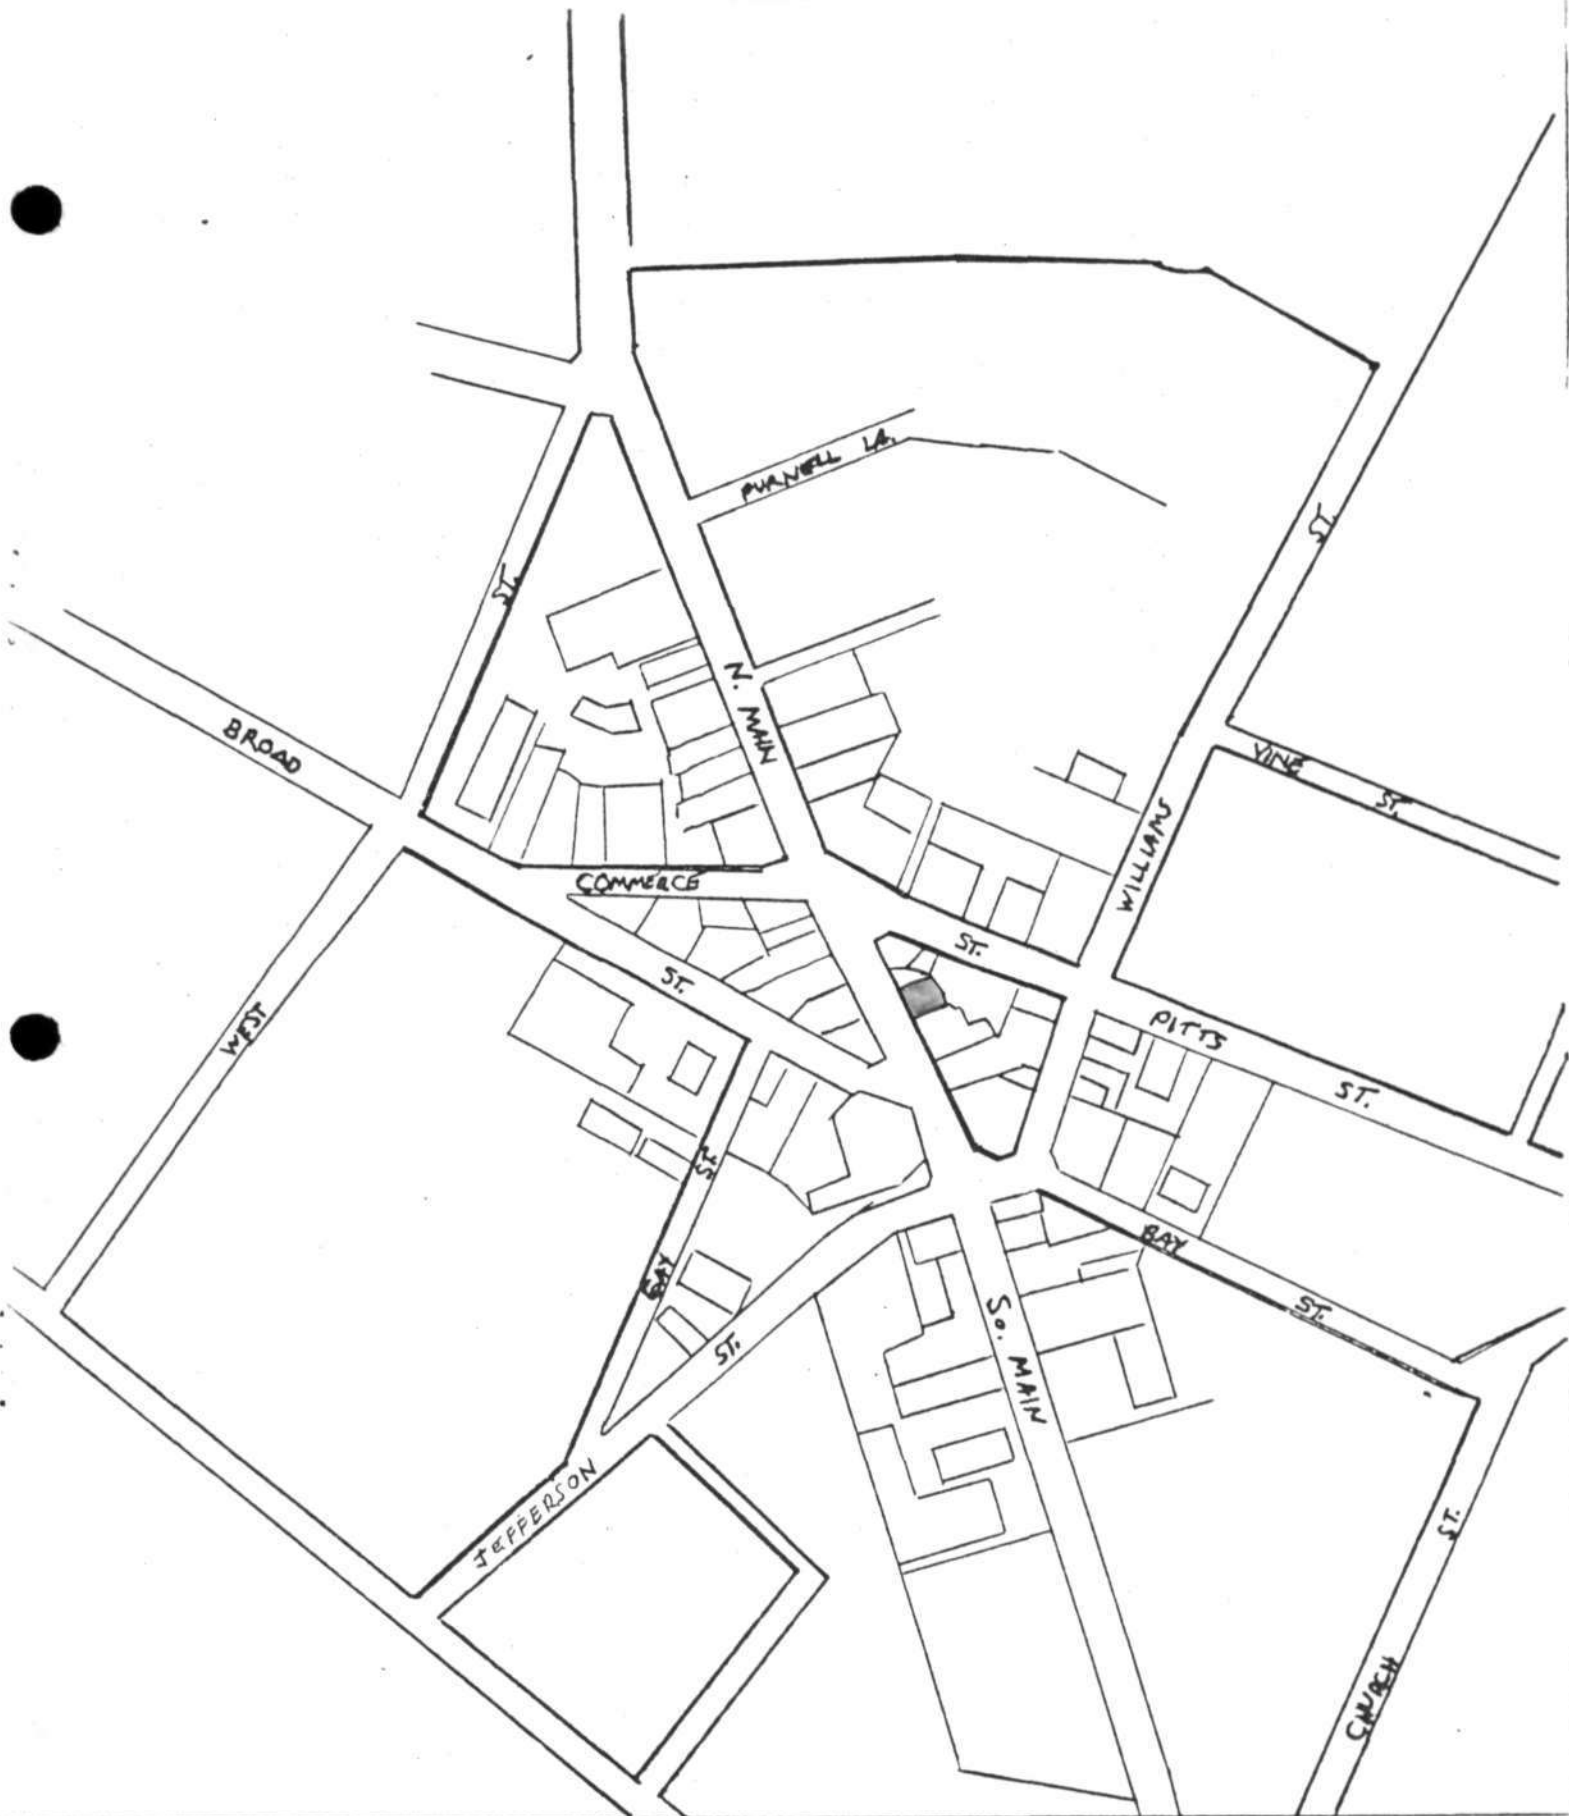 PURNELL LA.
ST.
ST.
N. MAIN
BROAD
VINE
ST.
WILLIAMS
COMMERCE
ST.
ST.
WEST
PITTS
ST.
ST.
GAY
BAY
ST.
ST.
So. MAIN
JEFFERSON
ST.
CHURCH